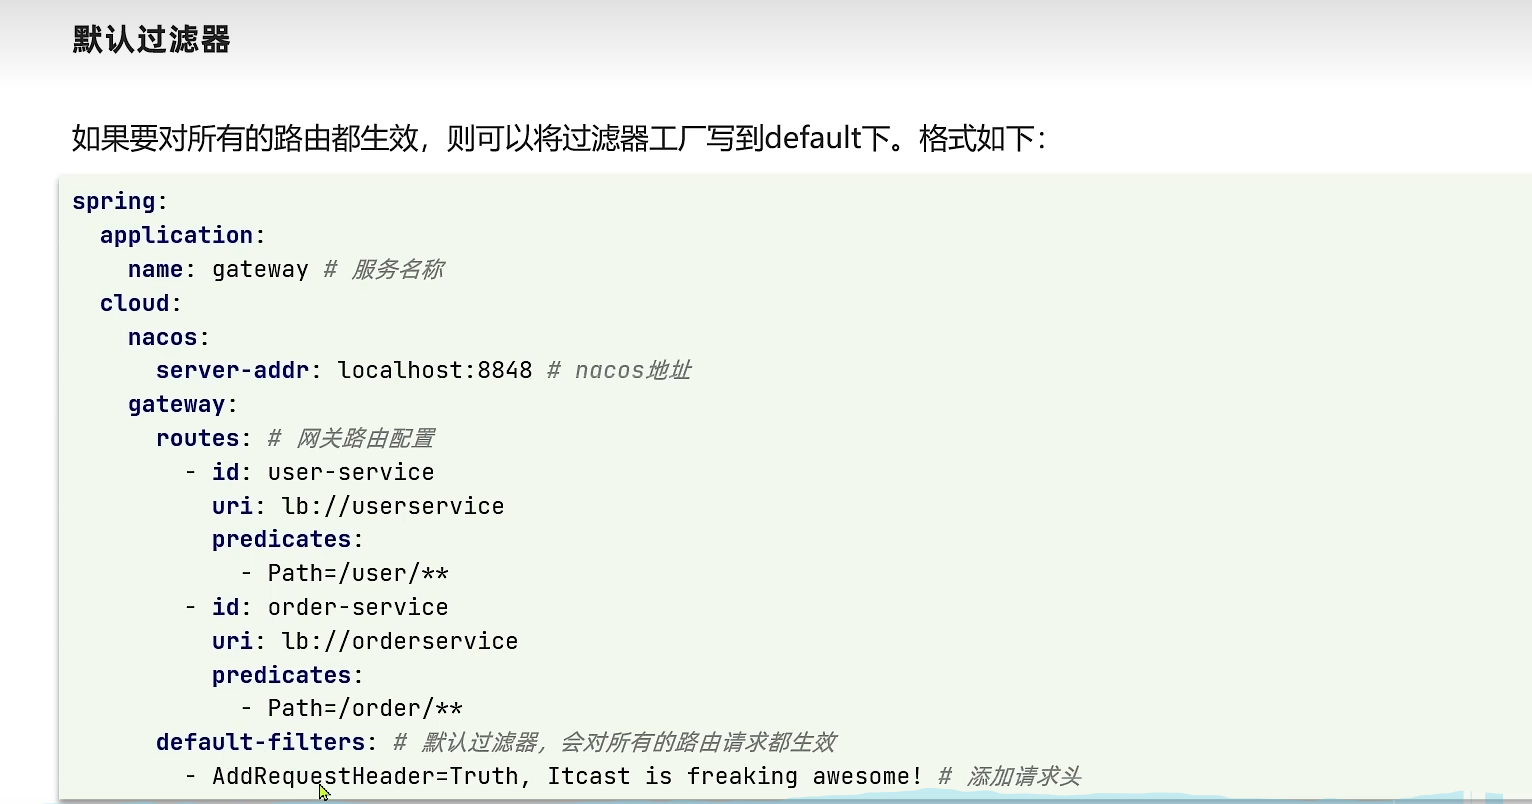 默认过滤器
如果要对所有的路由都生效，则可以将过滤器工厂写到default下。格式如下：
spring:
  application:
    name: gateway # 服务名称
  cloud:
    nacos:
      server-addr: localhost:8848 # nacos地址
    gateway:
      routes: # 网关路由配置
        - id: user-service
          uri: lb://userservice
          predicates:
            - Path=/user/**
        - id: order-service
          uri: lb://orderservice
          predicates:
            - Path=/order/**
      default-filters: # 默认过滤器，会对所有的路由请求都生效
        - AddRequestHeader=Truth, Itcast is freaking awesome! # 添加请求头